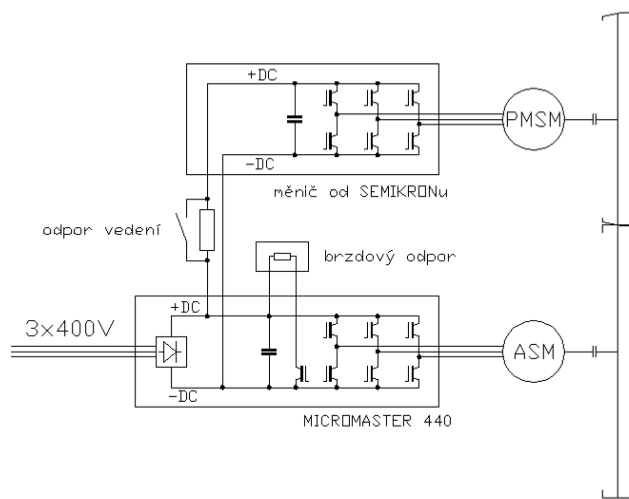 +DC
PMSM
-DC
měnič od SEMIKRONu
odpor vedení
brzdový odpor
+DC
3x400V
ASM
-DC
MICROMASTER 440